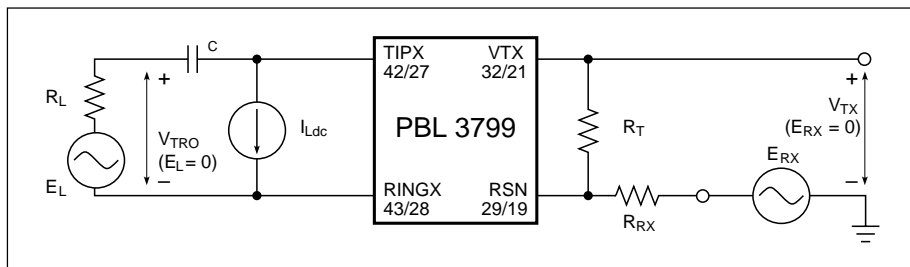 C
TIPX
42/27
VTX
32/21
+
R_L
V_TRO
(E_L = 0)
–
E_L
I_Ldc
PBL 3799
R_T
+
V_TX
(E_RX = 0)
–
RINGX
43/28
RSN
29/19
R_RX
E_RX